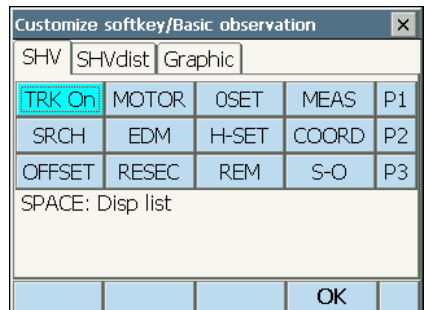 Customize softkey/Basic observation ×
SHV SHVdist Graphic
TRK On MOTOR 0SET MEAS P1
SRCH EDM H-SET COORD P2
OFFSET RESEC REM S-O P3
SPACE: Disp list
OK